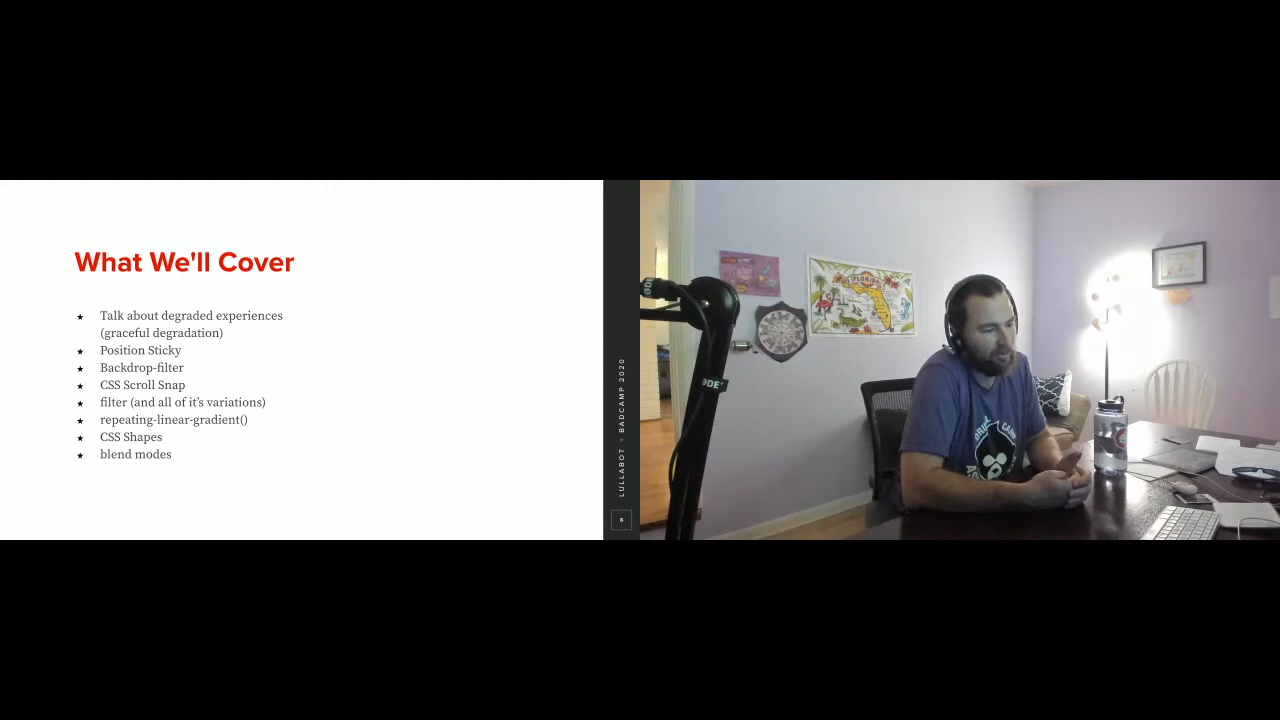 What We'll Cover
★ Talk about degraded experiences
(graceful degradation)
★ Position Sticky
★ Backdrop-filter
★ CSS Scroll Snap
★ filter (and all of it's variations)
★ repeating-linear-gradient()
★ CSS Shapes
★ blend modes
LULLABOT + BADCAMP 2020
6
FLORIDA